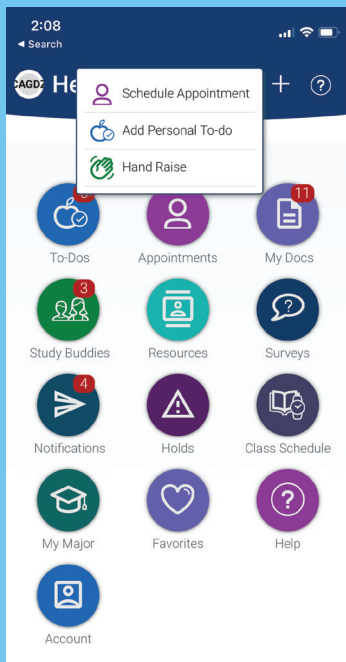 2:08
◄ Search
CAGDZ He + ?
Schedule Appointment
Add Personal To-do
Hand Raise
11
To-Dos Appointments My Docs
3 ?
Study Buddies Resources Surveys
4
Notifications Holds Class Schedule
?
My Major Favorites Help
Account